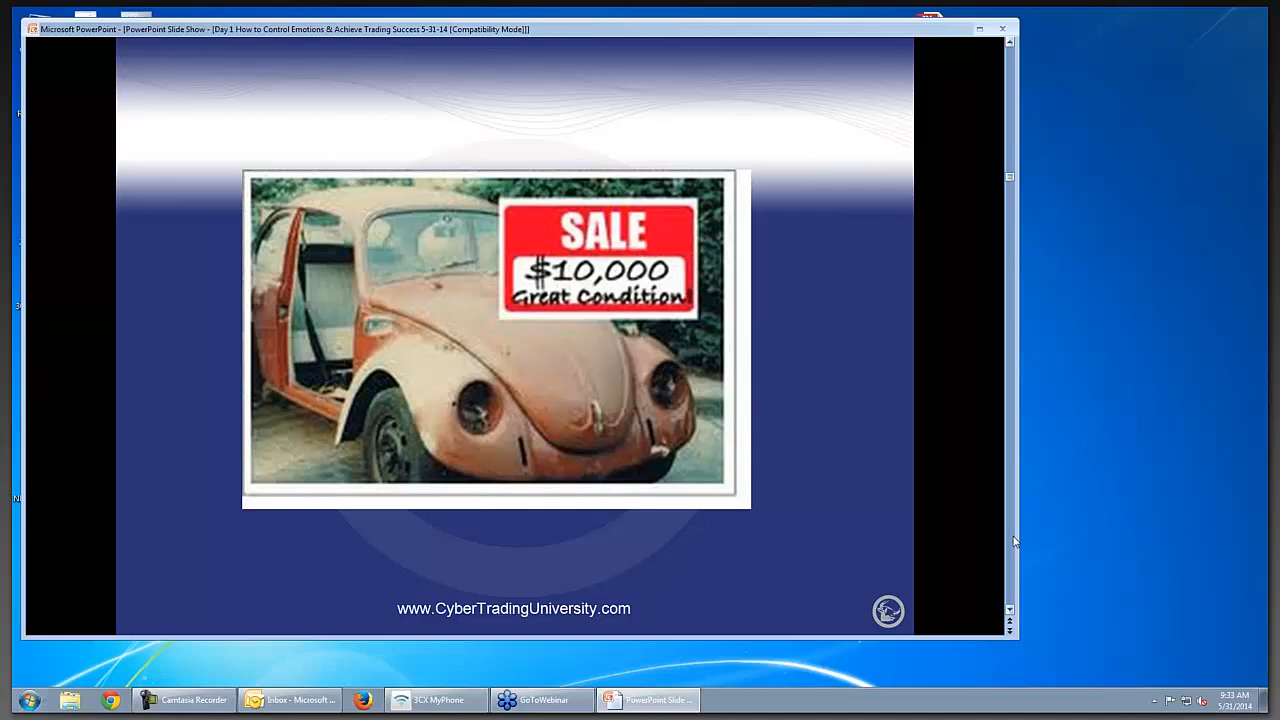 Microsoft PowerPoint - [PowerPoint Slide Show - [Day 1 How to Control Emotions & Achieve Trading Success 5-31-14 [Compatibility Mode]]]
SALE
$10,000
Great Condition!
www.CyberTradingUniversity.com
Camtasia Recorder
Inbox - Microsoft ...
3CX MyPhone
GoToWebinar
PowerPoint Slide ...
9:33 AM
5/31/2014